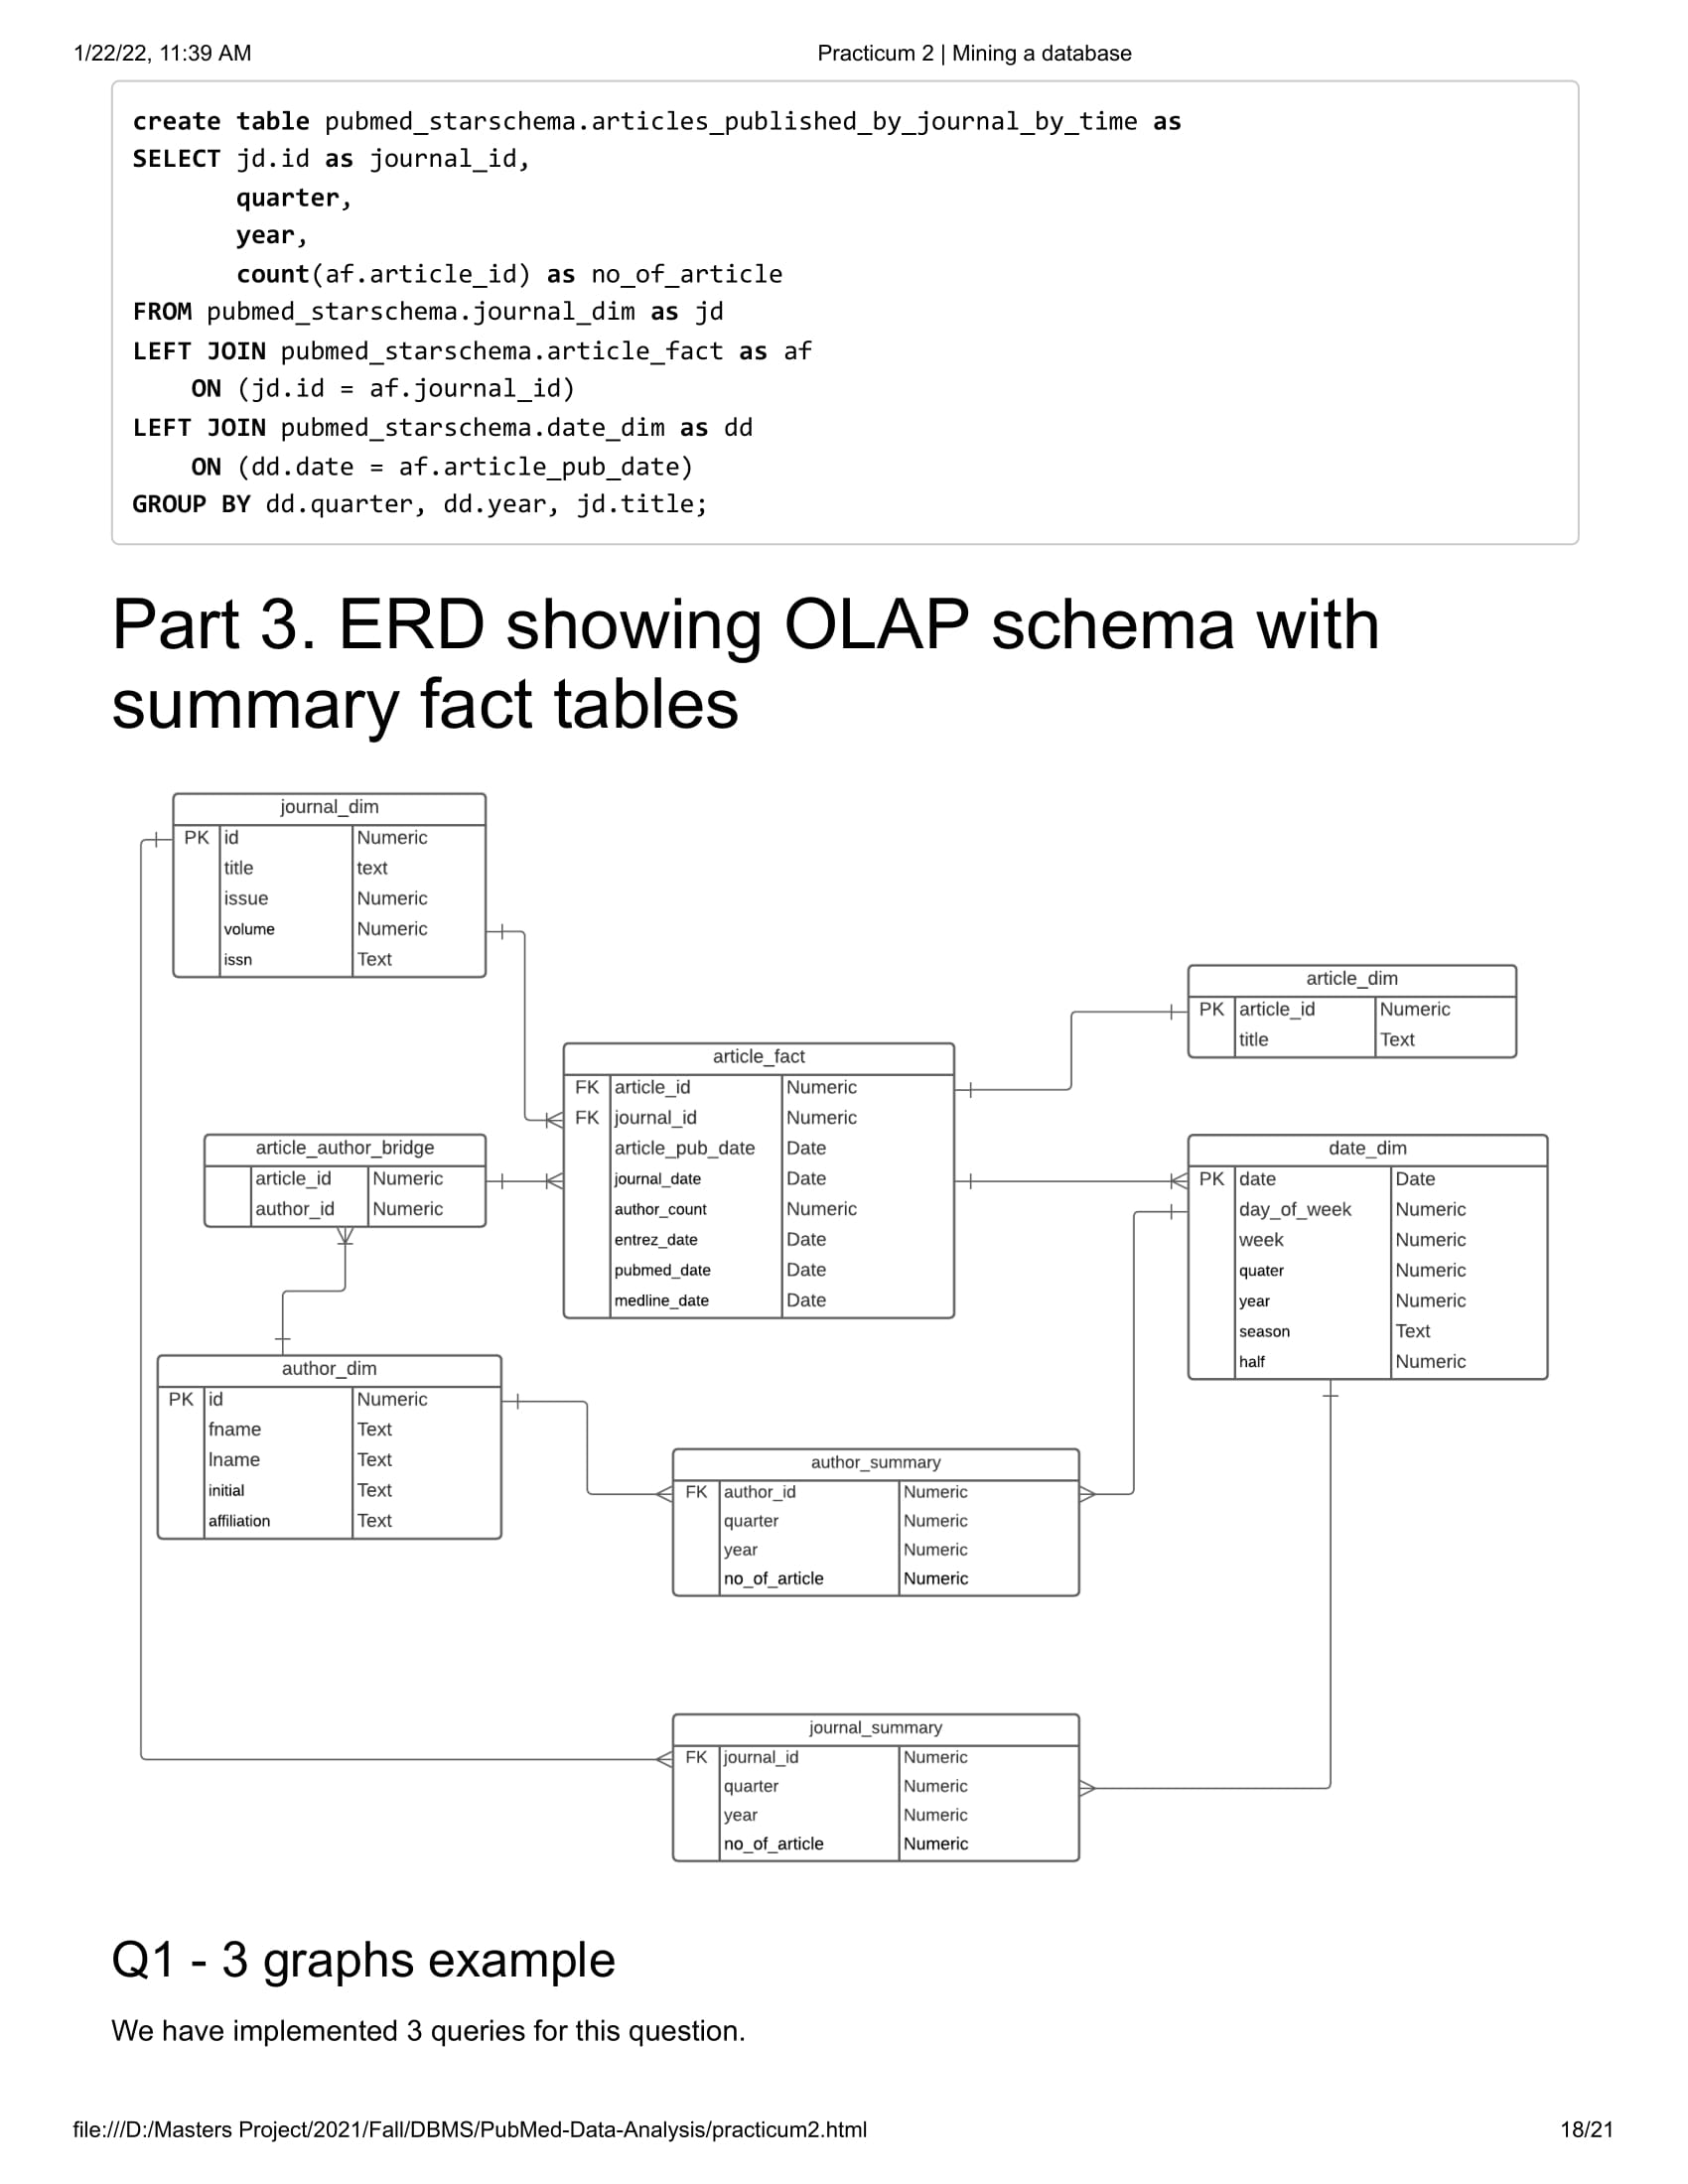 1/22/22, 11:39 AM Practicum 2 | Mining a database
create table pubmed_starschema.articles_published_by_journal_by_time as
SELECT jd.id as journal_id,
quarter,
year,
count(af.article_id) as no_of_article
FROM pubmed_starschema.journal_dim as jd
LEFT JOIN pubmed_starschema.article_fact as af
ON (jd.id = af.journal_id)
LEFT JOIN pubmed_starschema.date_dim as dd
ON (dd.date = af.article_pub_date)
GROUP BY dd.quarter, dd.year, jd.title;
Part 3. ERD showing OLAP schema with
summary fact tables
journal_dim
PK id Numeric
title text
issue Numeric
volume Numeric
issn Text
article_dim
PK article_id Numeric
title Text
article_fact
FK article_id Numeric
FK journal_id Numeric
article_pub_date Date
journal_date Date
author_count Numeric
entrez_date Date
pubmed_date Date
medline_date Date
article_author_bridge
article_id Numeric
author_id Numeric
date_dim
PK date Date
day_of_week Numeric
week Numeric
quater Numeric
year Numeric
season Text
half Numeric
author_dim
PK id Numeric
fname Text
lname Text
initial Text
affiliation Text
author_summary
FK author_id Numeric
quarter Numeric
year Numeric
no_of_article Numeric
journal_summary
FK journal_id Numeric
quarter Numeric
year Numeric
no_of_article Numeric
Q1 - 3 graphs example
We have implemented 3 queries for this question.
file:///D:/Masters Project/2021/Fall/DBMS/PubMed-Data-Analysis/practicum2.html 18/21